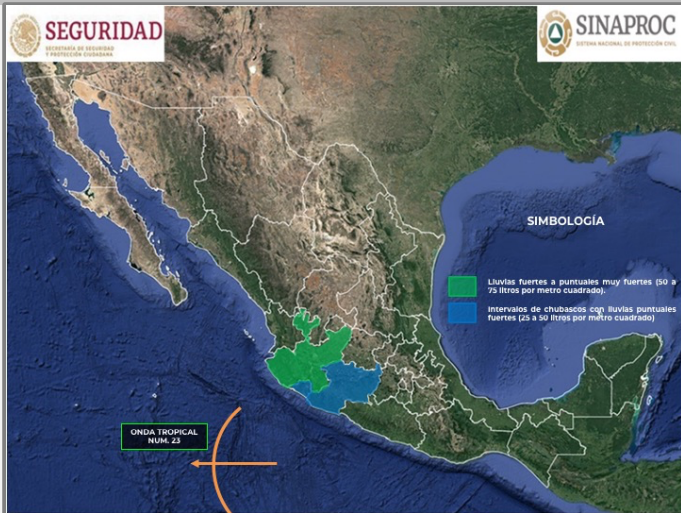 SEGURIDAD
SECRETARÍA DE SEGURIDAD
Y PROTECCIÓN CIUDADANA
SINAPROC
SISTEMA NACIONAL DE PROTECCIÓN CIVIL
SIMBOLOGÍA
Lluvias fuertes a puntuales muy fuertes (50 a
75 litros por metro cuadrado).
Intervalos de chubascos con lluvias puntuales
fuertes (25 a 50 litros por metro cuadrado)
ONDA TROPICAL
NUM. 23